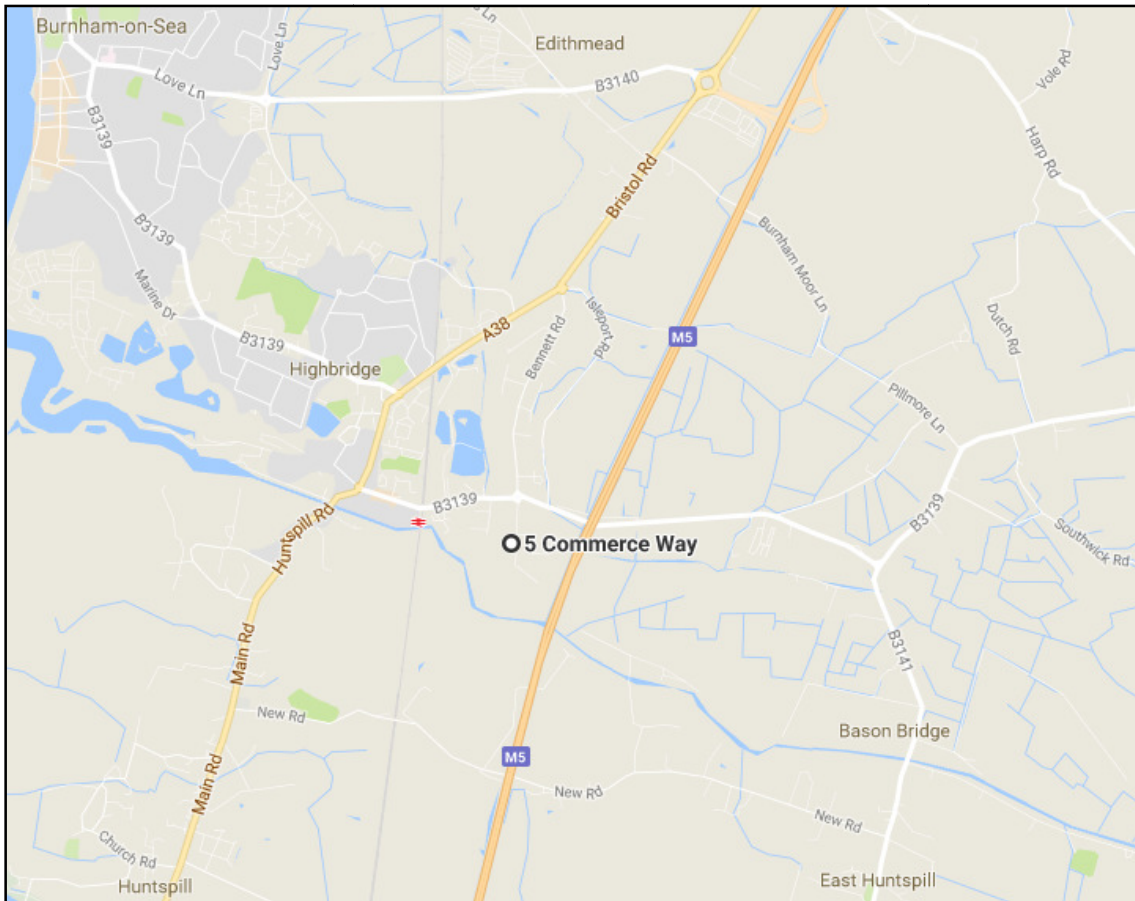 Burnham-on-Sea
Love Ln
Ln
Edithmead
Love Ln
B3140
Vole Rd
B3139
Harp Rd
Bristol Rd
B3139
Burnham Moor Ln
Marine Dr
Isleport Rd
Dutch Rd
A38
M5
B3139
Bennett Rd
Highbridge
Pillmore Ln
B3139
B3139
Huntspill Rd
Southwick Rd
5 Commerce Way
Main Rd
B3141
New Rd
Bason Bridge
M5
Main Rd
New Rd
New Rd
Church Rd
Huntspill
East Huntspill